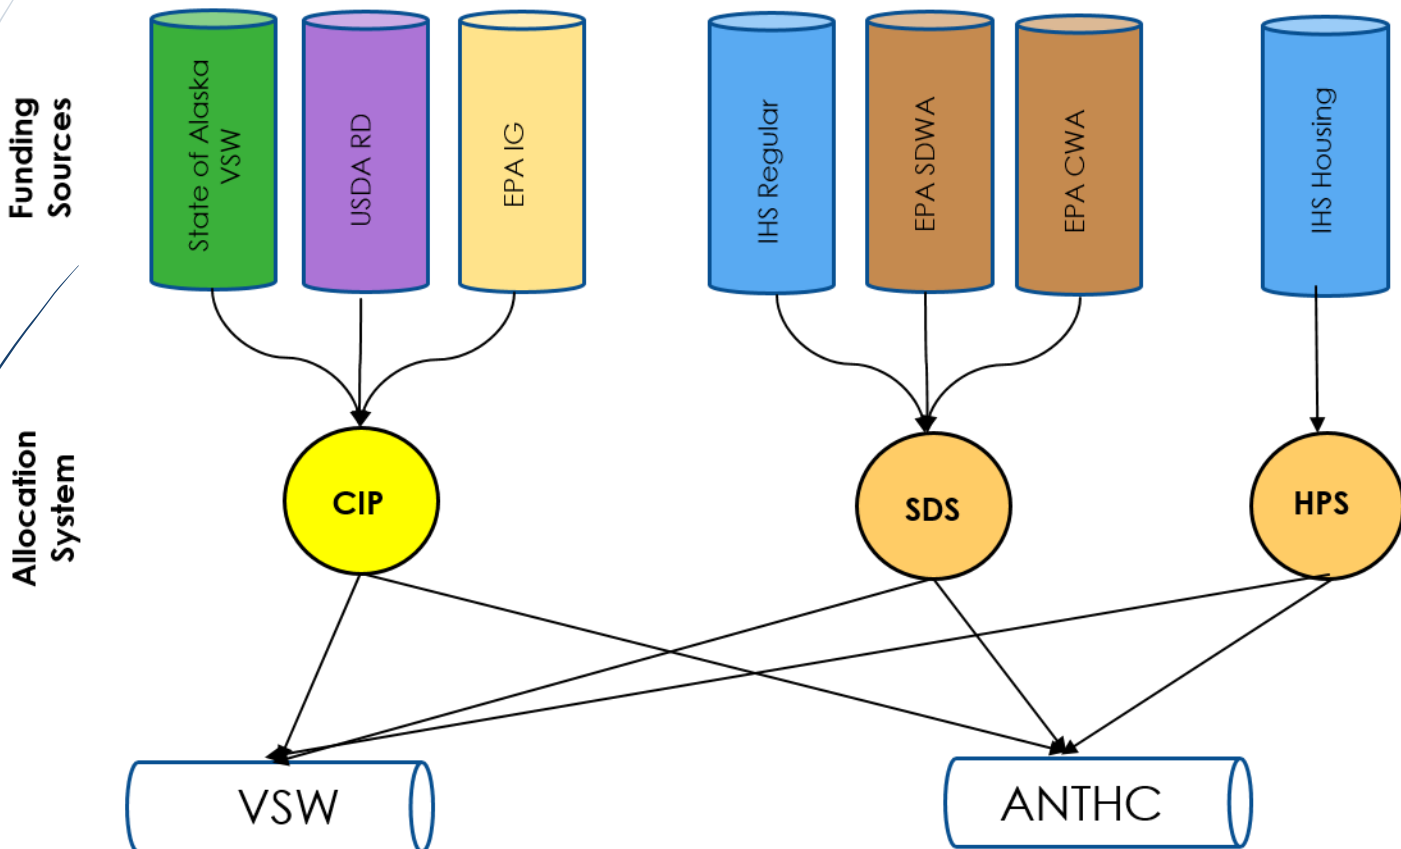 Funding
Sources
State of Alaska
VSW
USDA RD
EPA IG
IHS Regular
EPA SDWA
EPA CWA
IHS Housing
Allocation
System
CIP
SDS
HPS
VSW
ANTHC